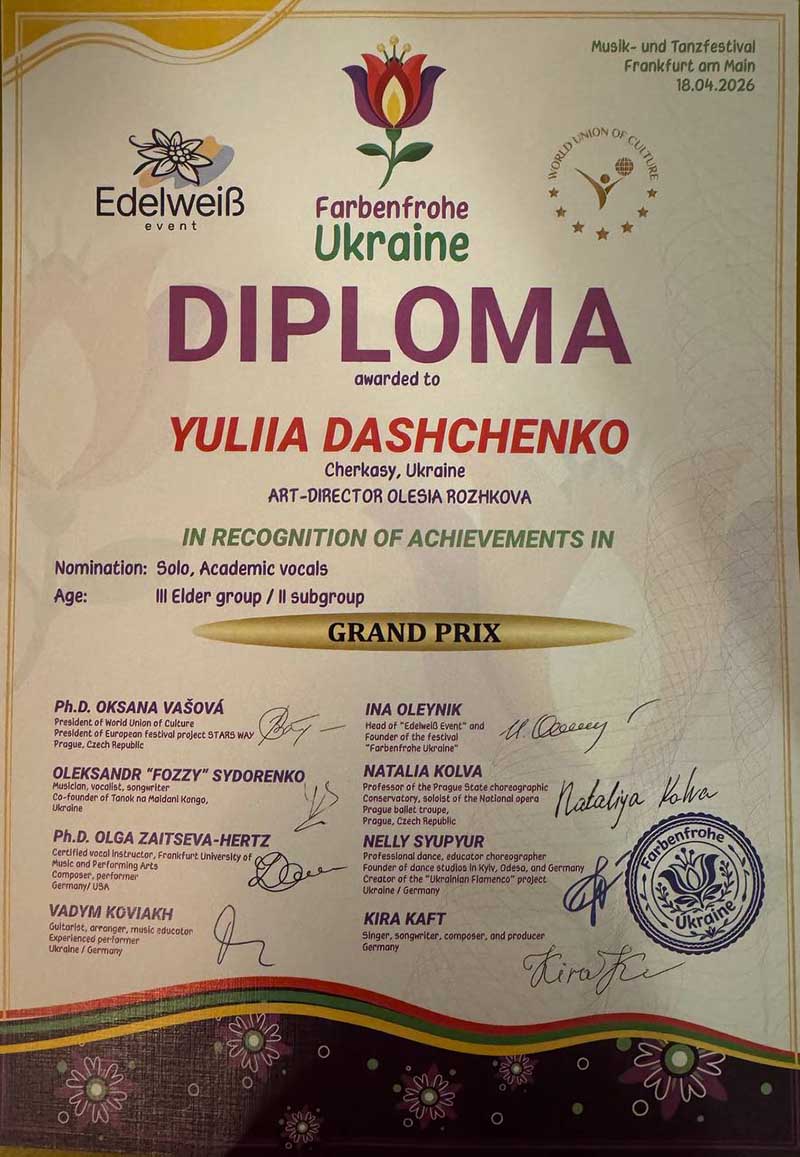 Musik- und Tanzfestival
Frankfurt am Main
18.04.2026
Edelweiß
event
Farbenfrohe
Ukraine
WORLD UNION OF CULTURE
DIPLOMA
awarded to
YULIIA DASHCHENKO
Cherkasy, Ukraine
ART-DIRECTOR OLESIA ROZHKOVA
IN RECOGNITION OF ACHIEVEMENTS IN
Nomination: Solo, Academic vocals
Age: III Elder group / II subgroup
GRAND PRIX
Ph.D. OKSANA VAŠOVÁ
President of World Union of Culture
President of European festival project STARS WAY
Prague, Czech Republic
INA OLEYNIK
Head of "Edelweiß Event" and
Founder of the festival
"Farbenfrohe Ukraine"
OLEKSANDR "FOZZY" SYDORENKO
Musician, vocalist, songwriter
Co-founder of Tanok na Maidani Kongo,
Ukraine
NATALIA KOLVA
Professor of the Prague State choreographic
Conservatory, soloist of the National opera
Prague ballet troupe,
Prague, Czech Republic
Nataliya Kolva
Ph.D. OLGA ZAITSEVA-HERTZ
Certified vocal instructor, Frankfurt University of
Music and Performing Arts
Composer, performer
Germany/ USA
NELLY SYUPYUR
Professional dance, educator choreographer
Founder of dance studios in Kyiv, Odesa, and Germany
Creator of the "Ukrainian Flamenco" project
Ukraine / Germany
VADYM KOVIAKH
Guitarist, arranger, music educator
Experienced performer
Ukraine / Germany
KIRA KAFT
Singer, songwriter, composer, and producer
Germany
Farbenfrohe
Ukraine